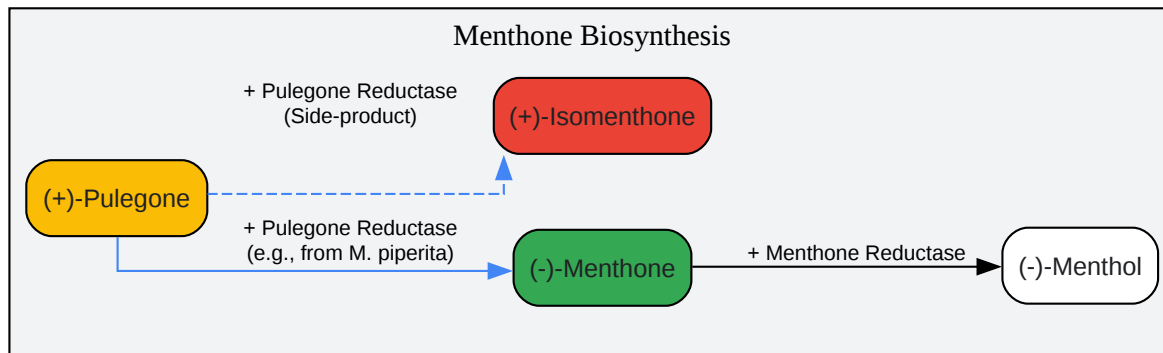 Menthone Biosynthesis
+ Pulegone Reductase
(Side-product)
(+)-Isomenthone
(+)-Pulegone
+ Pulegone Reductase
(e.g., from M. piperita)
(-)-Menthone
+ Menthone Reductase
(-)-Menthol